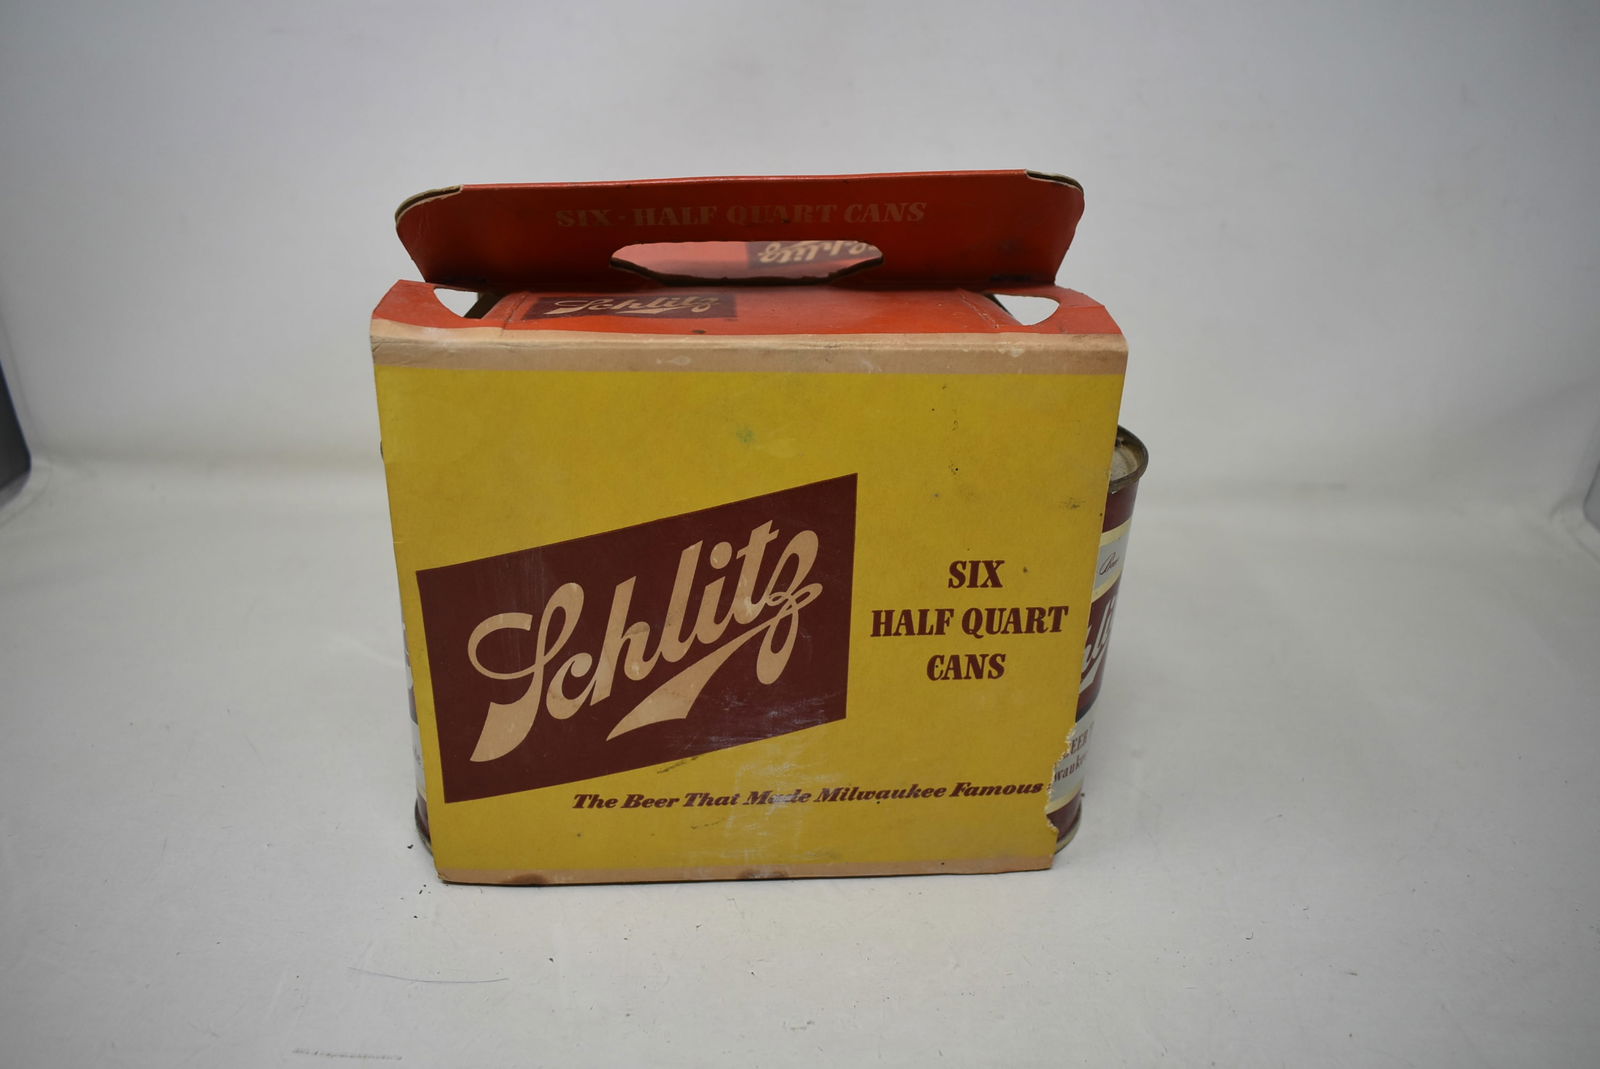 SIX - HALF QUART CANS
Schlitz
Schlitz
Schlitz
SIX
HALF QUART
CANS
The Beer That Made Milwaukee Famous